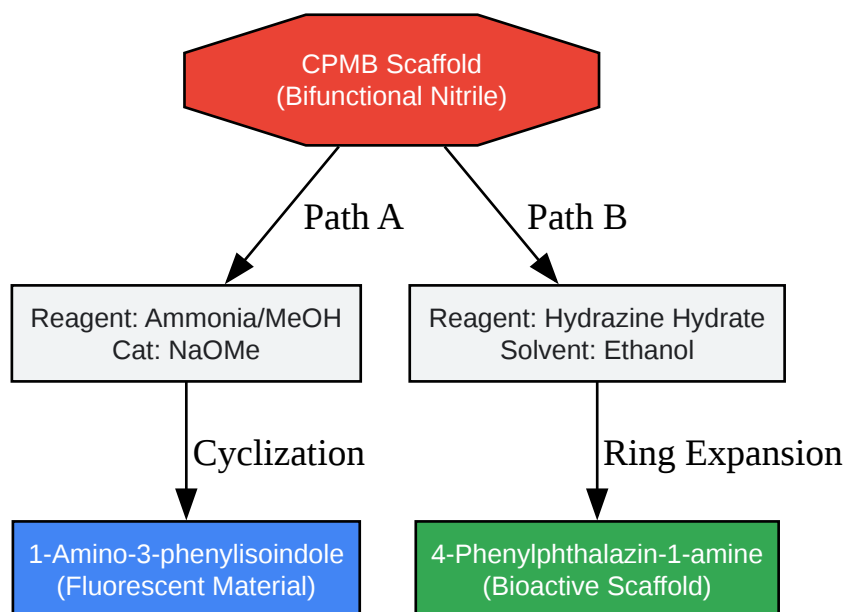 CPMB Scaffold
(Bifunctional Nitrile)
Path A
Path B
Reagent: Ammonia/MeOH
Cat: NaOMe
Reagent: Hydrazine Hydrate
Solvent: Ethanol
Cyclization
Ring Expansion
1-Amino-3-phenylisoindole
(Fluorescent Material)
4-Phenylphthalazin-1-amine
(Bioactive Scaffold)